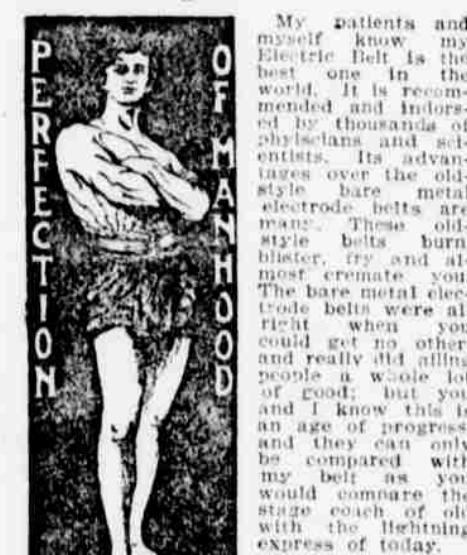 PERFECTION
OF MANHOOD
My patients and
myself know my
Electric Belt is the
best one in the
world. It is recom-
mended and indors-
ed by thousands of
physicians and sci-
entists. Its advan-
tages over the old-
style bare metal
electrode belts are
many. These old-
style belts burn
blister, fry and al-
most cremate you.
The bare metal elec-
trode belts were al
right when you
could get no other
and really did ailing
people a whole lo
of good; but you
and I know this is
an age of progress
and they can only
be compared with
my belt as you
would compare the
stage coach of old
with the lightning
express of today.